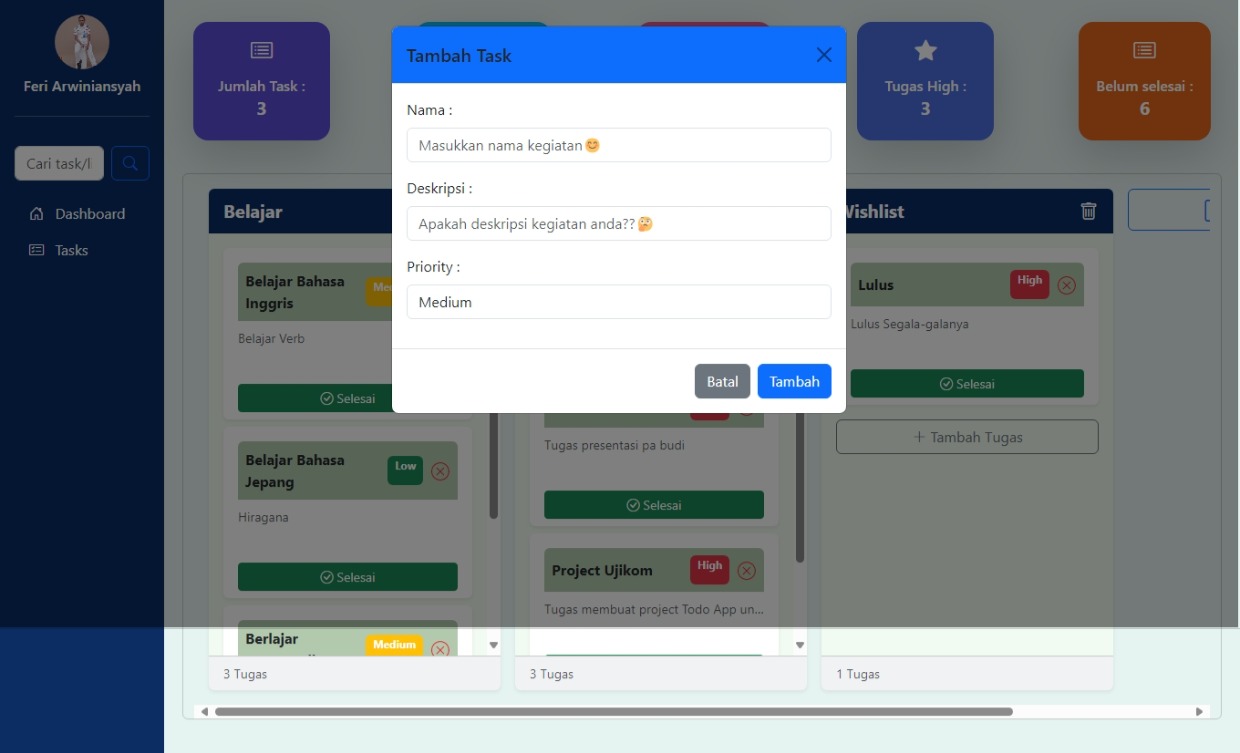 Feri Arwiniansyah
Cari task/l
Dashboard
Tasks
Jumlah Task :
3
Tugas High :
3
Belum selesai :
6
Tambah Task
Nama :
Masukkan nama kegiatan😊
Deskripsi :
Apakah deskripsi kegiatan anda??🤔
Priority :
Medium
Batal
Tambah
Belajar
Belajar Bahasa
Inggris
Belajar Verb
Selesai
Belajar Bahasa
Jepang
Low
Hiragana
Selesai
Berlajar
Medium
3 Tugas
Tugas presentasi pa budi
Selesai
Project Ujikom
High
Tugas membuat project Todo App un...
3 Tugas
Wishlist
Lulus
High
Lulus Segala-galanya
Selesai
+ Tambah Tugas
1 Tugas